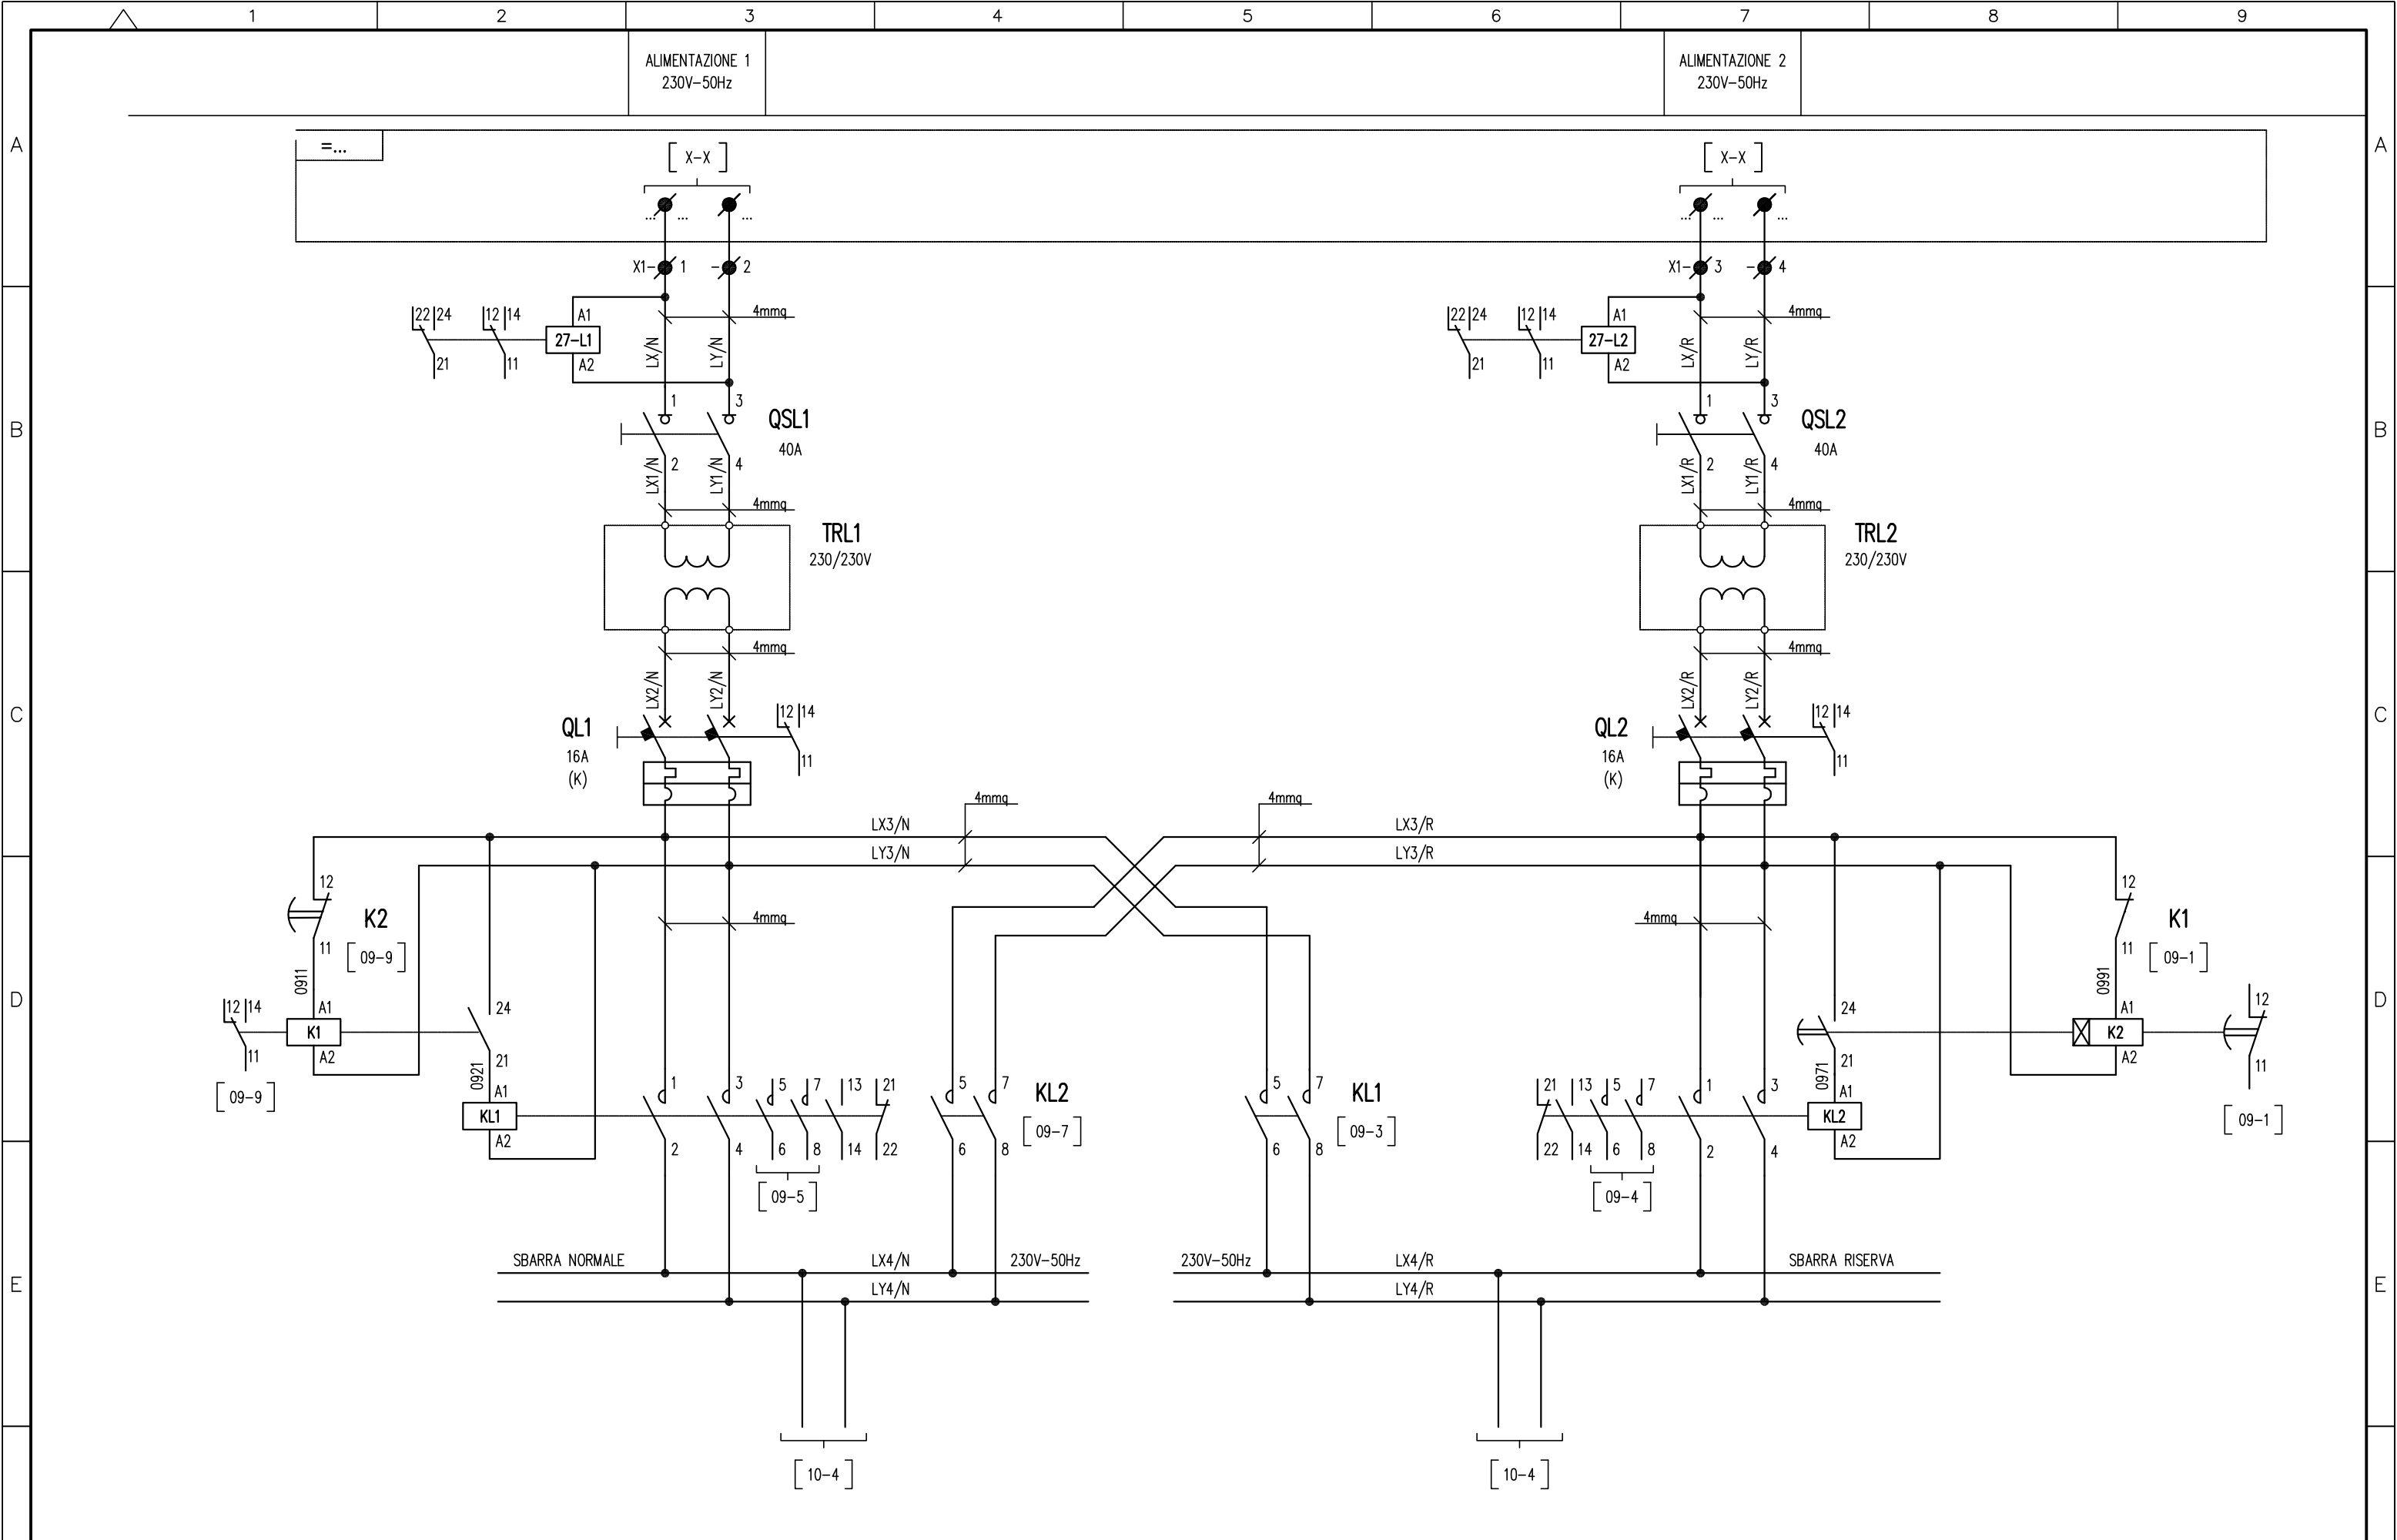 1 2 3 4 5 6 7 8 9
ALIMENTAZIONE 1
230V-50Hz
ALIMENTAZIONE 2
230V-50Hz
A
=...
X-X
X-X
A
... ... ...
... ... ...
X1- 1 - 2
X1- 3 - 4
22 24 12 14 A1 4mmq
27-L1
21 11 A2
LX/N LY/N
22 24 12 14 A1 4mmq
27-L2
21 11 A2
LX/R LY/R
B
1 3
QSL1
40A
2 4
LX1/N LY1/N
4mmq
1 3
QSL2
40A
2 4
LX1/R LY1/R
4mmq
B
TRL1
230/230V
TRL2
230/230V
4mmq
LX2/N LY2/N
4mmq
LX2/R LY2/R
C
QL1
16A
(K)
12 14
11
QL2
16A
(K)
12 14
11
C
LX3/N 4mmq
LY3/N
4mmq LX3/R
LY3/R
12
K2
11
09-9
0911
4mmq
4mmq
12
K1
11
09-1
0991
D
12 14 A1
K1
11 A2
09-9
24
21
0921
24
21
0971
A1
K2
A2
12
11
09-1
D
A1
KL1
A2
1 3 5 7 13 21
2 4 6 8 14 22
09-5
5 7
KL2
09-7
6 8
5 7
KL1
09-3
6 8
21 13 5 7 1 3
22 14 6 8 2 4
09-4
A1
KL2
A2
E
SBARRA NORMALE LX4/N 230V-50Hz
LY4/N
230V-50Hz LX4/R SBARRA RISERVA
LY4/R
E
10-4
10-4